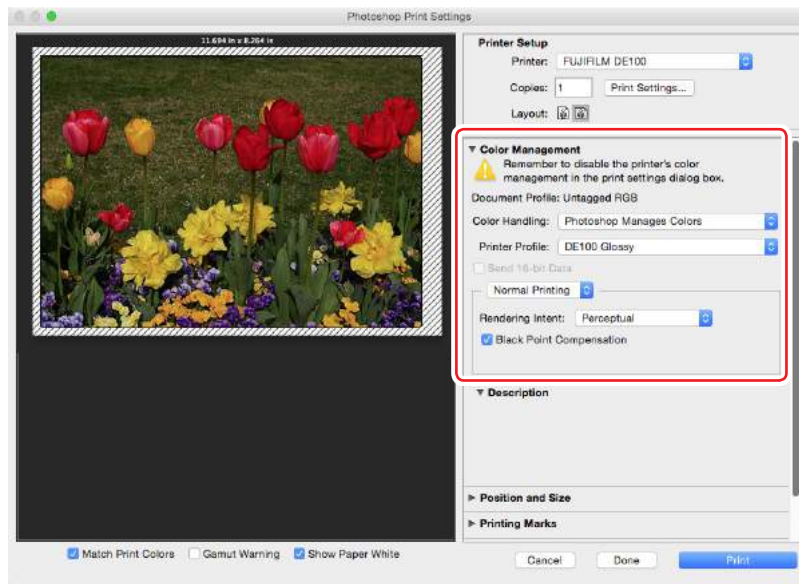 Photoshop Print Settings
11.694 in x 8.264 in
Printer Setup
Printer: FUJIFILM DE100
Copies: 1 Print Settings...
Layout:
▼ Color Management
Remember to disable the printer's color
management in the print settings dialog box.
Document Profile: Untagged RGB
Color Handling: Photoshop Manages Colors
Printer Profile: DE100 Glossy
Send 16-bit Data
Normal Printing
Rendering Intent: Perceptual
Black Point Compensation
▼ Description
▶ Position and Size
▶ Printing Marks
Match Print Colors Gamut Warning Show Paper White
Cancel Done Print